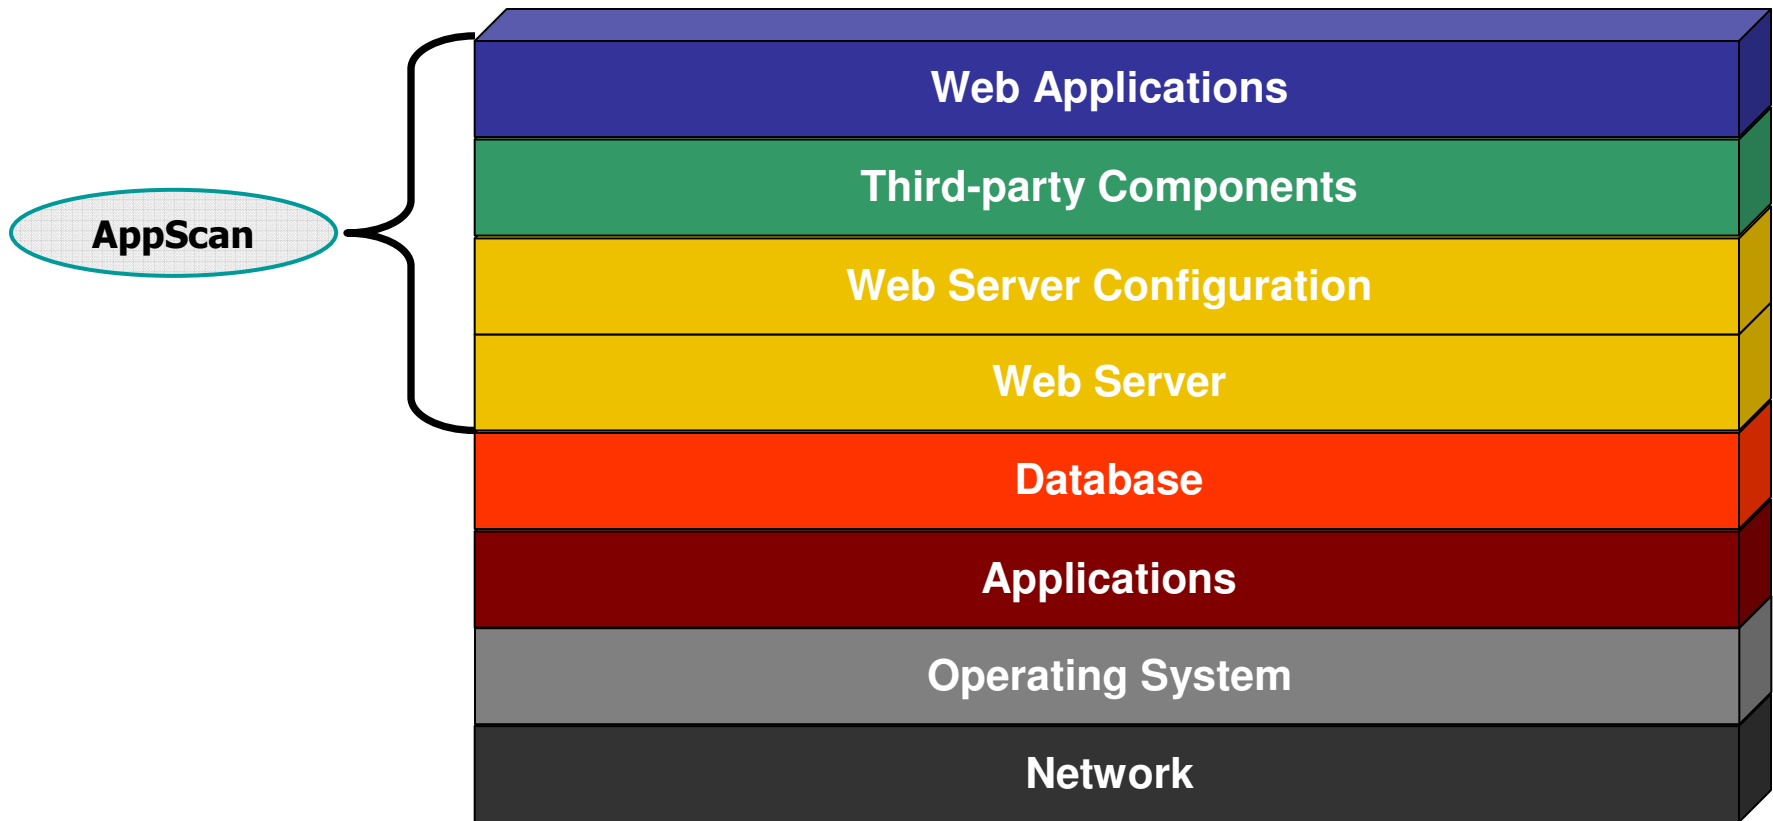 Web Applications
Third-party Components
AppScan
Web Server Configuration
Web Server
Database
Applications
Operating System
Network